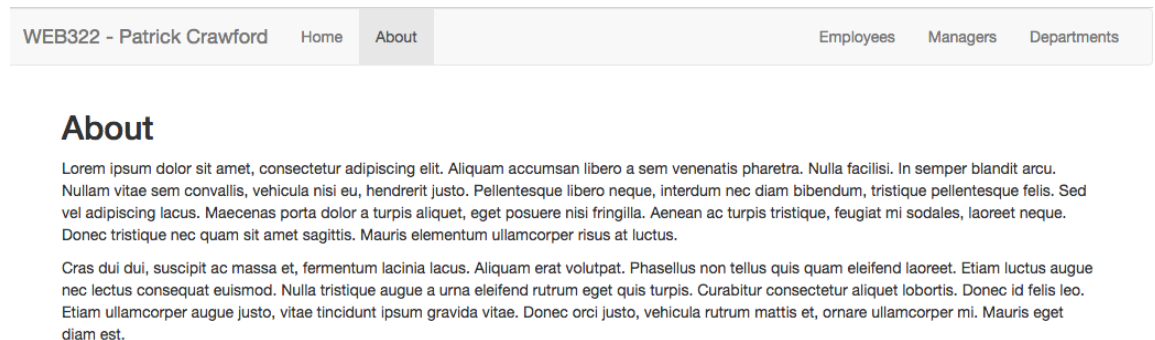 WEB322 - Patrick Crawford Home About Employees Managers Departments
About
Lorem ipsum dolor sit amet, consectetur adipiscing elit. Aliquam accumsan libero a sem venenatis pharetra. Nulla facilisi. In semper blandit arcu.
Nullam vitae sem convallis, vehicula nisi eu, hendrerit justo. Pellentesque libero neque, interdum nec diam bibendum, tristique pellentesque felis. Sed
vel adipiscing lacus. Maecenas porta dolor a turpis aliquet, eget posuere nisi fringilla. Aenean ac turpis tristique, feugiat mi sodales, laoreet neque.
Donec tristique nec quam sit amet sagittis. Mauris elementum ullamcorper risus at luctus.
Cras dui dui, suscipit ac massa et, fermentum lacinia lacus. Aliquam erat volutpat. Phasellus non tellus quis quam eleifend laoreet. Etiam luctus augue
nec lectus consequat euismod. Nulla tristique augue a urna eleifend rutrum eget quis turpis. Curabitur consectetur aliquet lobortis. Donec id felis leo.
Etiam ullamcorper augue justo, vitae tincidunt ipsum gravida vitae. Donec orci justo, vehicula rutrum mattis et, ornare ullamcorper mi. Mauris eget
diam est.